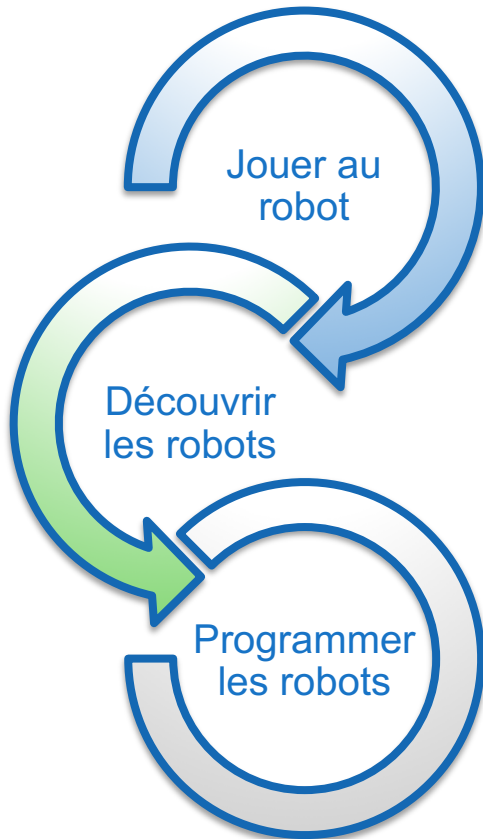 Jouer au
robot
Découvrir
les robots
Programmer
les robots